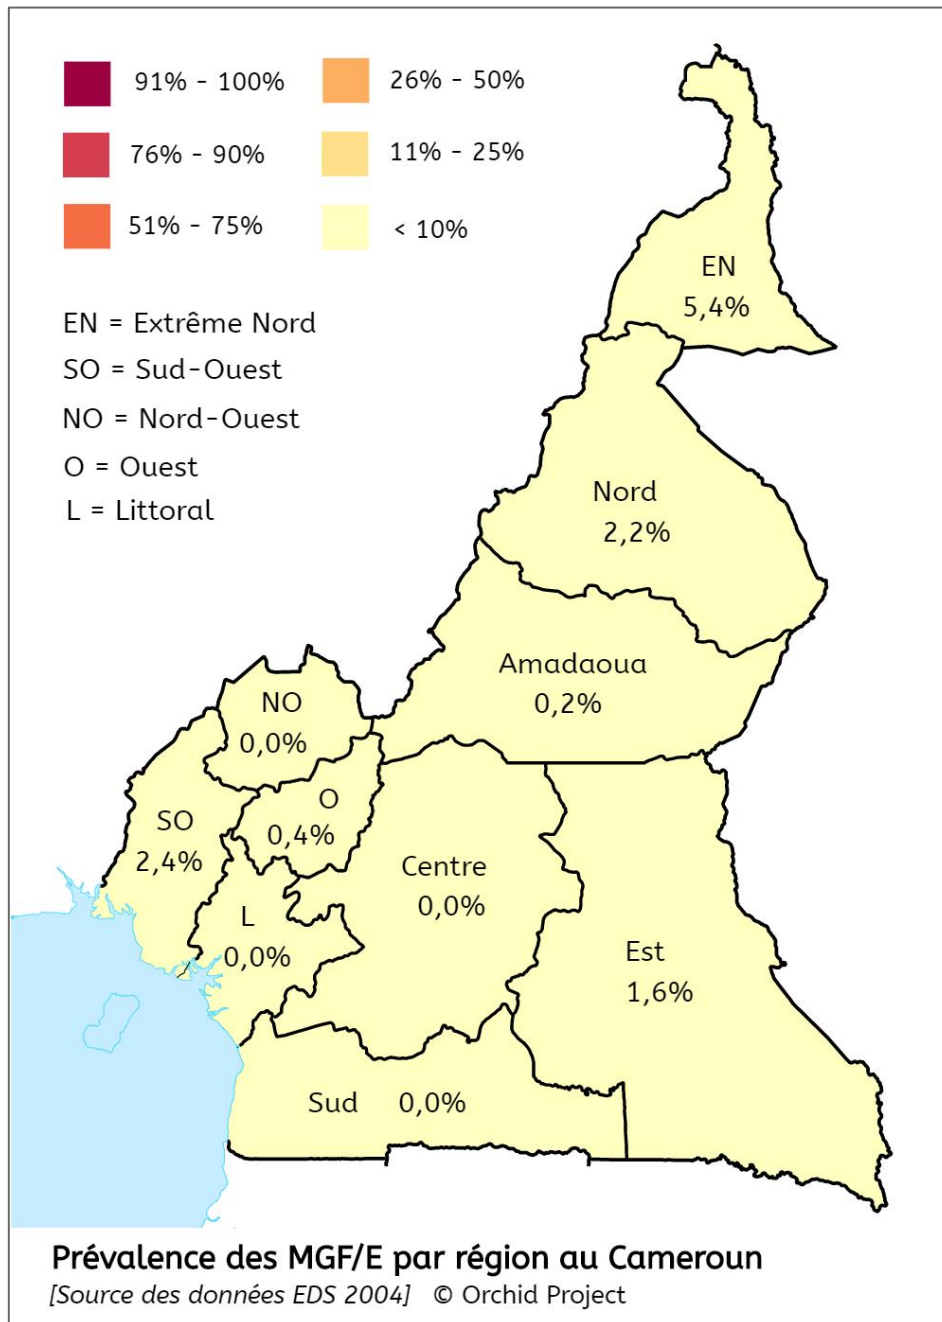 91% - 100%
26% - 50%
76% - 90%
11% - 25%
51% - 75%
< 10%
EN = Extrême Nord
SO = Sud-Ouest
NO = Nord-Ouest
O = Ouest
L = Littoral
EN
5,4%
Nord
2,2%
Amadaoua
0,2%
NO
0,0%
O
0,4%
SO
2,4%
Centre
0,0%
L
0,0%
Est
1,6%
Sud 0,0%
Prévalence des MGF/E par région au Cameroun
[Source des données EDS 2004] © Orchid Project